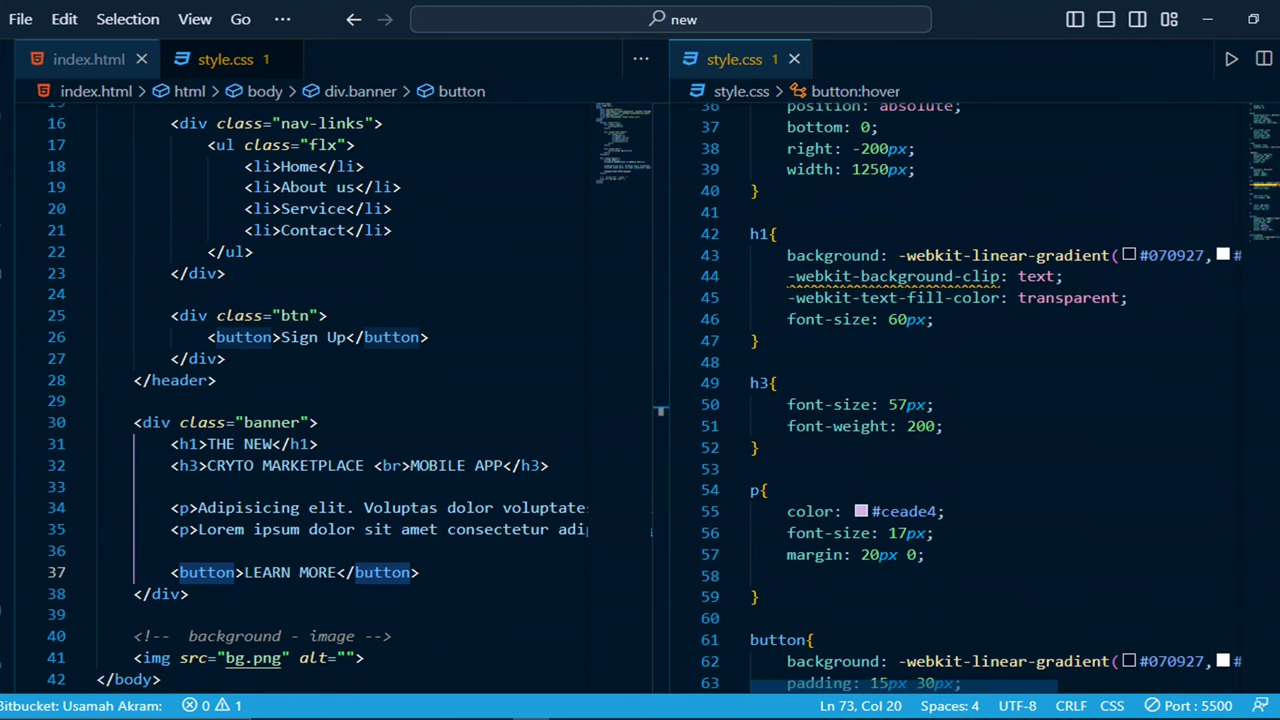 File Edit Selection View Go ··· new
index.html style.css 1 ···
index.html > html > body > div.banner > button
16 <div class="nav-links">
17 <ul class="flx">
18 <li>Home</li>
19 <li>About us</li>
20 <li>Service</li>
21 <li>Contact</li>
22 </ul>
23 </div>
24
25 <div class="btn">
26 <button>Sign Up</button>
27 </div>
28 </header>
29
30 <div class="banner">
31 <h1>THE NEW</h1>
32 <h3>CRYTO MARKETPLACE <br>MOBILE APP</h3>
33
34 <p>Adipisicing elit. Voluptas dolor voluptates
35 <p>Lorem ipsum dolor sit amet consectetur adip
36
37 <button>LEARN MORE</button>
38 </div>
39
40 <!-- background - image -->
41 <img src="bg.png" alt="">
42 </body>
style.css 1
style.css > button:hover
36 position: absolute;
37 bottom: 0;
38 right: -200px;
39 width: 1250px;
40 }
41
42 h1{
43 background: -webkit-linear-gradient(#070927,#
44 -webkit-background-clip: text;
45 -webkit-text-fill-color: transparent;
46 font-size: 60px;
47 }
48
49 h3{
50 font-size: 57px;
51 font-weight: 200;
52 }
53
54 p{
55 color: #ceade4;
56 font-size: 17px;
57 margin: 20px 0;
58
59 }
60
61 button{
62 background: -webkit-linear-gradient(#070927,#
63 padding: 15px 30px;
Bitbucket: Usamah Akram: 0 1 Ln 73, Col 20 Spaces: 4 UTF-8 CRLF CSS Port : 5500